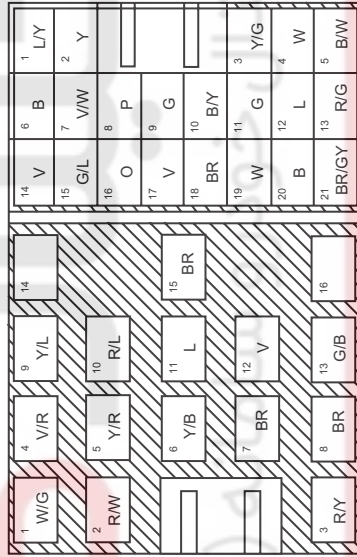 1 W/G
2 R/W
3 R/Y
4 V/R
5 Y/R
6 Y/B
7 BR
8 BR
9 Y/L
10 R/L
11 L
12 V
13 G/B
14
15 BR
16
14 V
15 G/L
16 O
17 V
18 BR
19 W
20 B
21 BR/GY
6 B
7 V/W
8 P
9 G
10 B/Y
11 G
12 L
13 R/G
1 L/Y
2 Y
3 Y/G
4 W
5 B/W